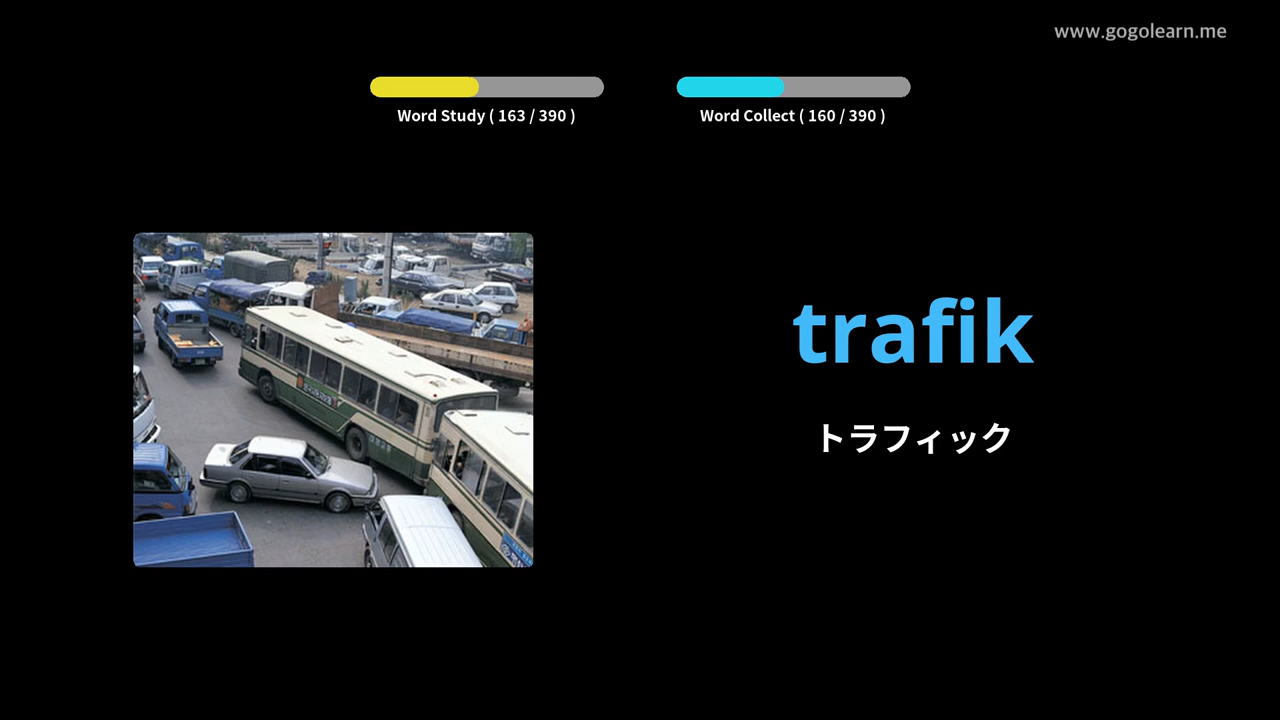 www.gogolearn.me
Word Study ( 163 / 390 )
Word Collect ( 160 / 390 )
trafik
トラフィック